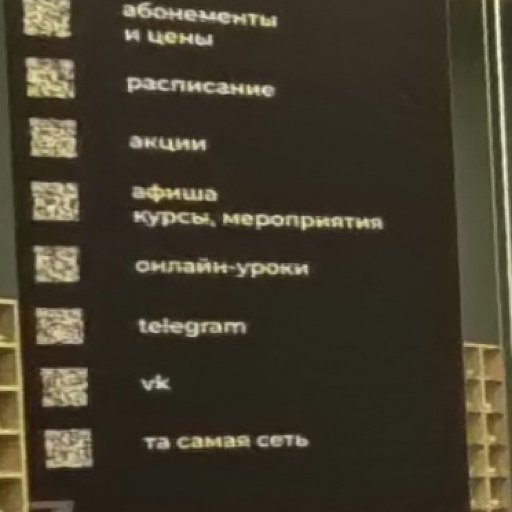 абонементы
и цены
расписание
акции
афиша
курсы, мероприятия
онлайн-уроки
telegram
vk
та самая сеть